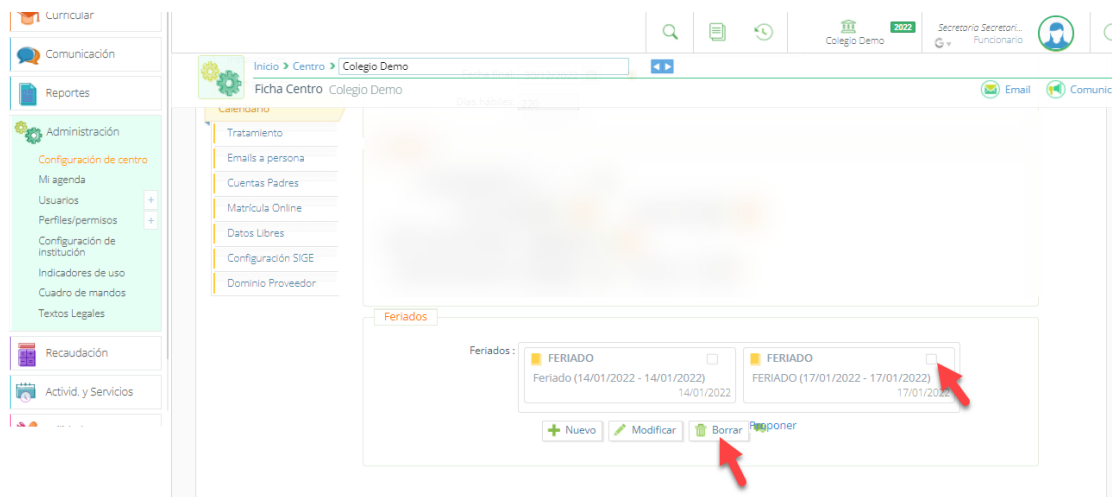 Curricular
Comunicación
Reportes
Administración
Configuración de centro
Mi agenda
Usuarios +
Perfiles/permisos +
Configuración de
institución
Indicadores de uso
Cuadro de mandos
Textos Legales
Recaudación
Activid. y Servicios
Colegio Demo
2022
Secretaria Secretari...
Funcionario
Inicio > Centro > Colegio Demo
Ficha Centro Colegio Demo
Email
Comunic
Calendario
Tratamiento
Emails a persona
Cuentas Padres
Matrícula Online
Datos Libres
Configuración SIGE
Dominio Proveedor
Feriados
Feriados :
FERIADO
Feriado (14/01/2022 - 14/01/2022)
14/01/2022
FERIADO
FERIADO (17/01/2022 - 17/01/2022)
17/01/2022
Nuevo
Modificar
Borrar
Proponer